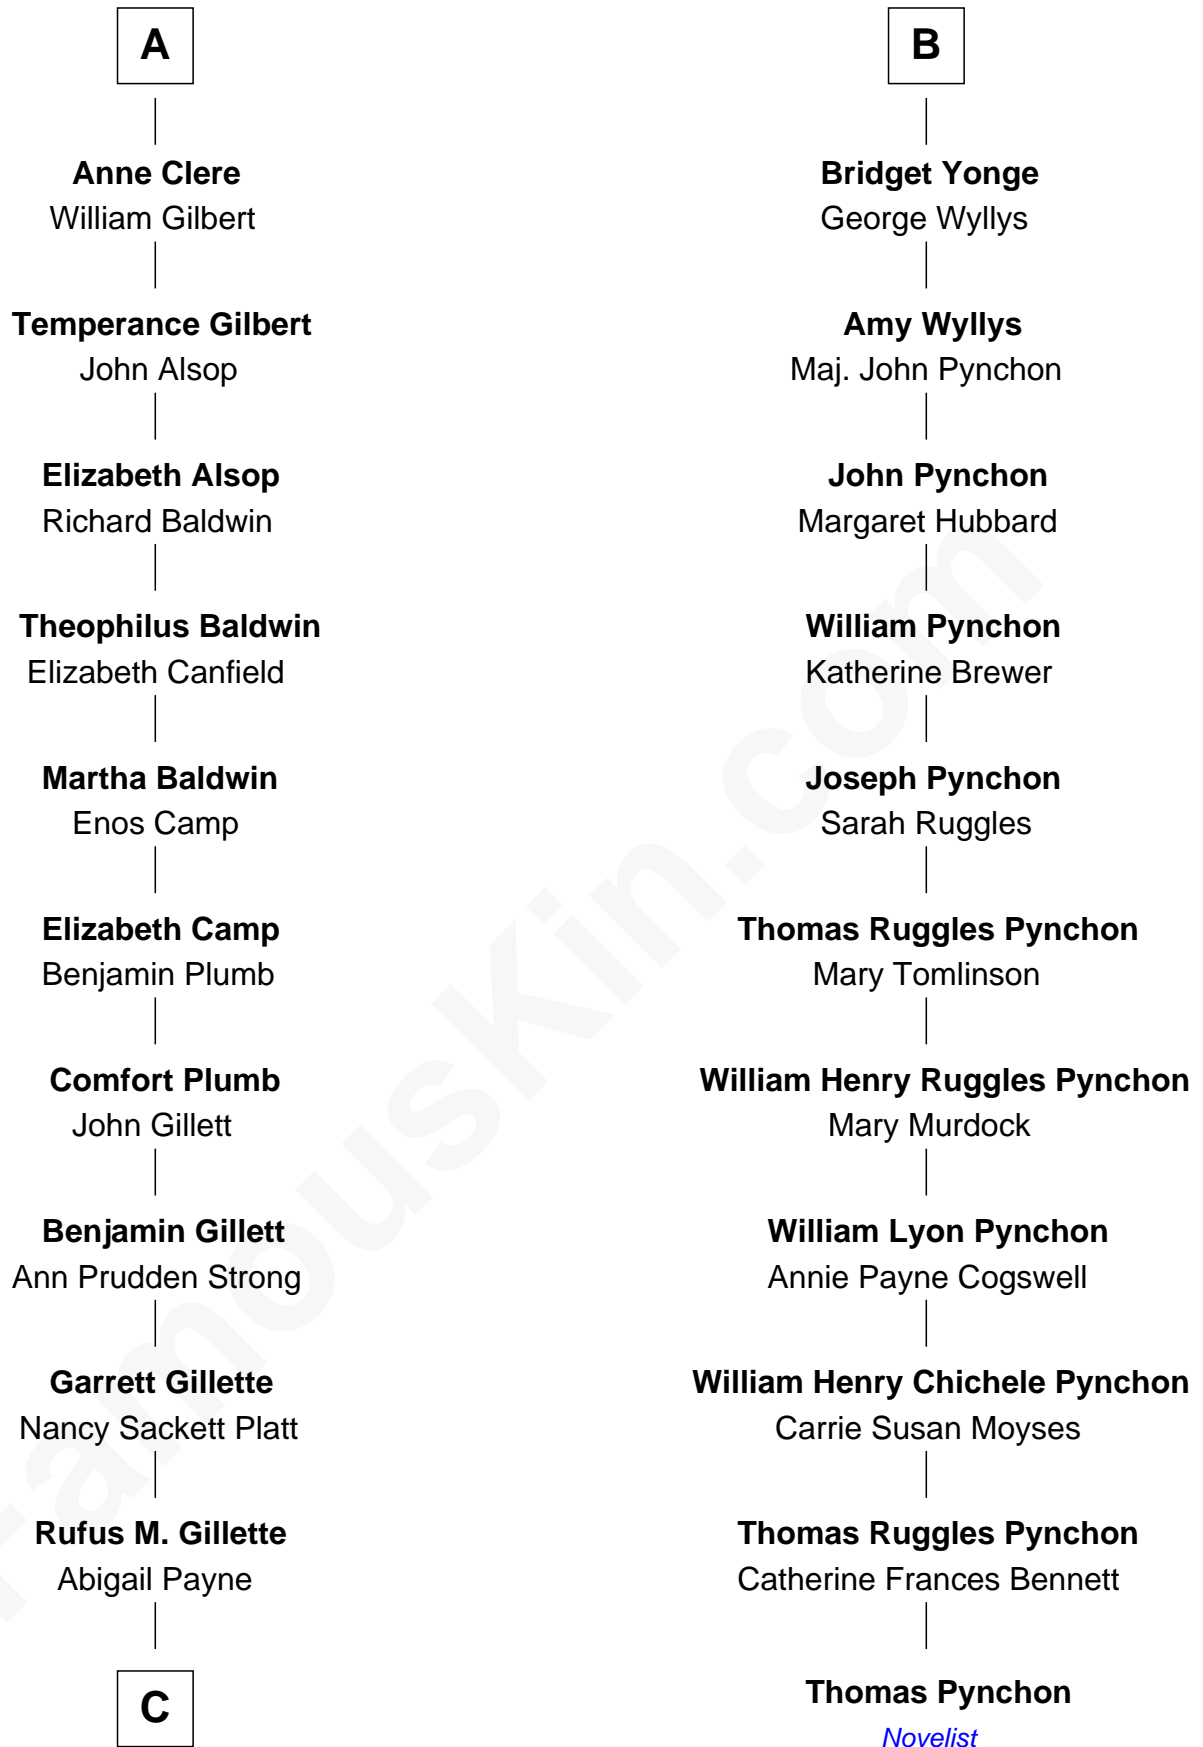 A
Anne Clere
William Gilbert
Temperance Gilbert
John Alsop
Elizabeth Alsop
Richard Baldwin
Theophilus Baldwin
Elizabeth Canfield
Martha Baldwin
Enos Camp
Elizabeth Camp
Benjamin Plumb
Comfort Plumb
John Gillett
Benjamin Gillett
Ann Prudden Strong
Garrett Gillette
Nancy Sackett Platt
Rufus M. Gillette
Abigail Payne
C
B
Bridget Yonge
George Wyllys
Amy Wyllys
Maj. John Pynchon
John Pynchon
Margaret Hubbard
William Pynchon
Katherine Brewer
Joseph Pynchon
Sarah Ruggles
Thomas Ruggles Pynchon
Mary Tomlinson
William Henry Ruggles Pynchon
Mary Murdock
William Lyon Pynchon
Annie Payne Cogswell
William Henry Chichele Pynchon
Carrie Susan Moyses
Thomas Ruggles Pynchon
Catherine Frances Bennett
Thomas Pynchon
Novelist
FamousKin.com